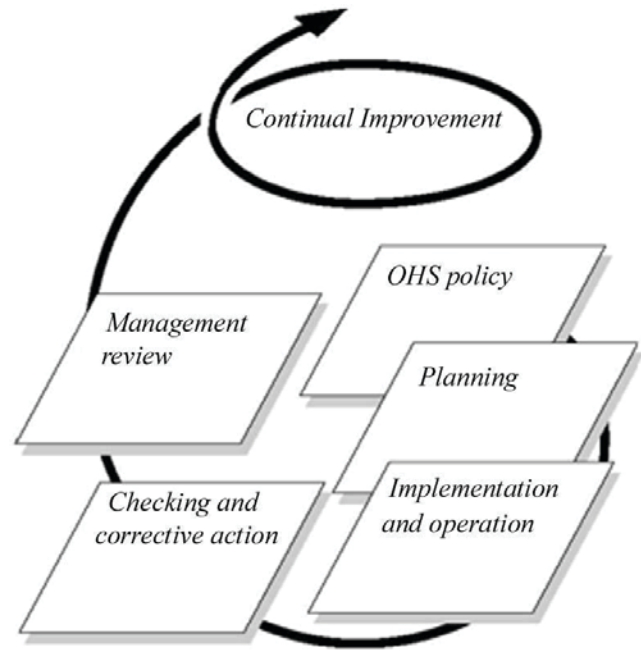 Continual Improvement
OHS policy
Management
review
Planning
Implementation
and operation
Checking and
corrective action